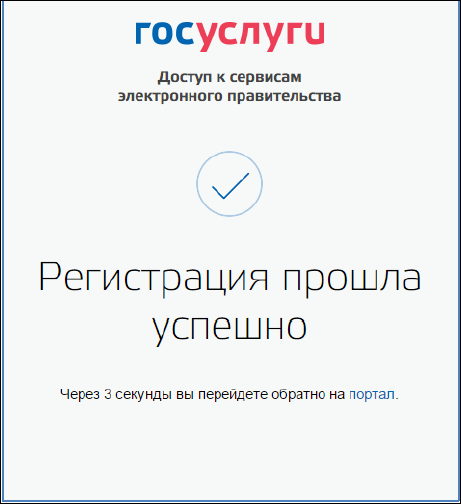 госуслуги
Доступ к сервисам
электронного правительства
Регистрация прошла
успешно
Через 3 секунды вы перейдете обратно на портал.